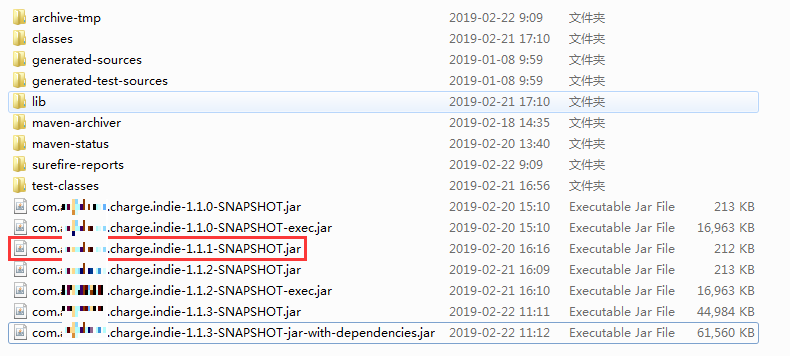 archive-tmp 2019-02-22 9:09 文件夹
classes 2019-02-21 17:10 文件夹
generated-sources 2019-01-08 9:59 文件夹
generated-test-sources 2019-01-08 9:59 文件夹
lib 2019-02-21 17:10 文件夹
maven-archiver 2019-02-18 14:35 文件夹
maven-status 2019-02-20 13:40 文件夹
surefire-reports 2019-02-22 9:09 文件夹
test-classes 2019-02-21 16:56 文件夹
com. .charge.indie-1.1.0-SNAPSHOT.jar 2019-02-20 15:10 Executable Jar File 213 KB
com. .charge.indie-1.1.0-SNAPSHOT-exec.jar 2019-02-20 15:10 Executable Jar File 16,963 KB
com. .charge.indie-1.1.1-SNAPSHOT.jar 2019-02-20 16:16 Executable Jar File 212 KB
com. .charge.indie-1.1.2-SNAPSHOT.jar 2019-02-21 16:09 Executable Jar File 213 KB
com. .charge.indie-1.1.2-SNAPSHOT-exec.jar 2019-02-21 16:10 Executable Jar File 16,963 KB
com. .charge.indie-1.1.3-SNAPSHOT.jar 2019-02-22 11:11 Executable Jar File 44,984 KB
com. .charge.indie-1.1.3-SNAPSHOT-jar-with-dependencies.jar 2019-02-22 11:12 Executable Jar File 61,560 KB